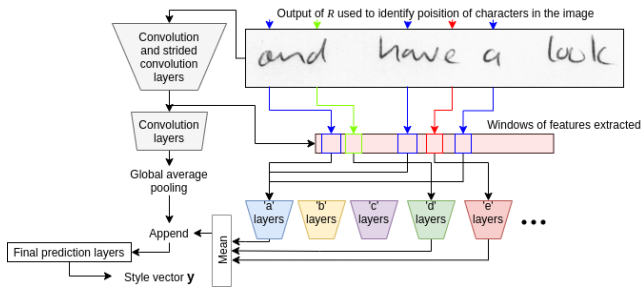 Output of R used to identify poisition of characters in the image
Convolution
and strided
convolution
layers
and have a look
Convolution
layers
Windows of features extracted
Global average
pooling
'a'
layers
'b'
layers
'c'
layers
'd'
layers
'e'
layers
...
Append
Mean
Final prediction layers
Style vector y